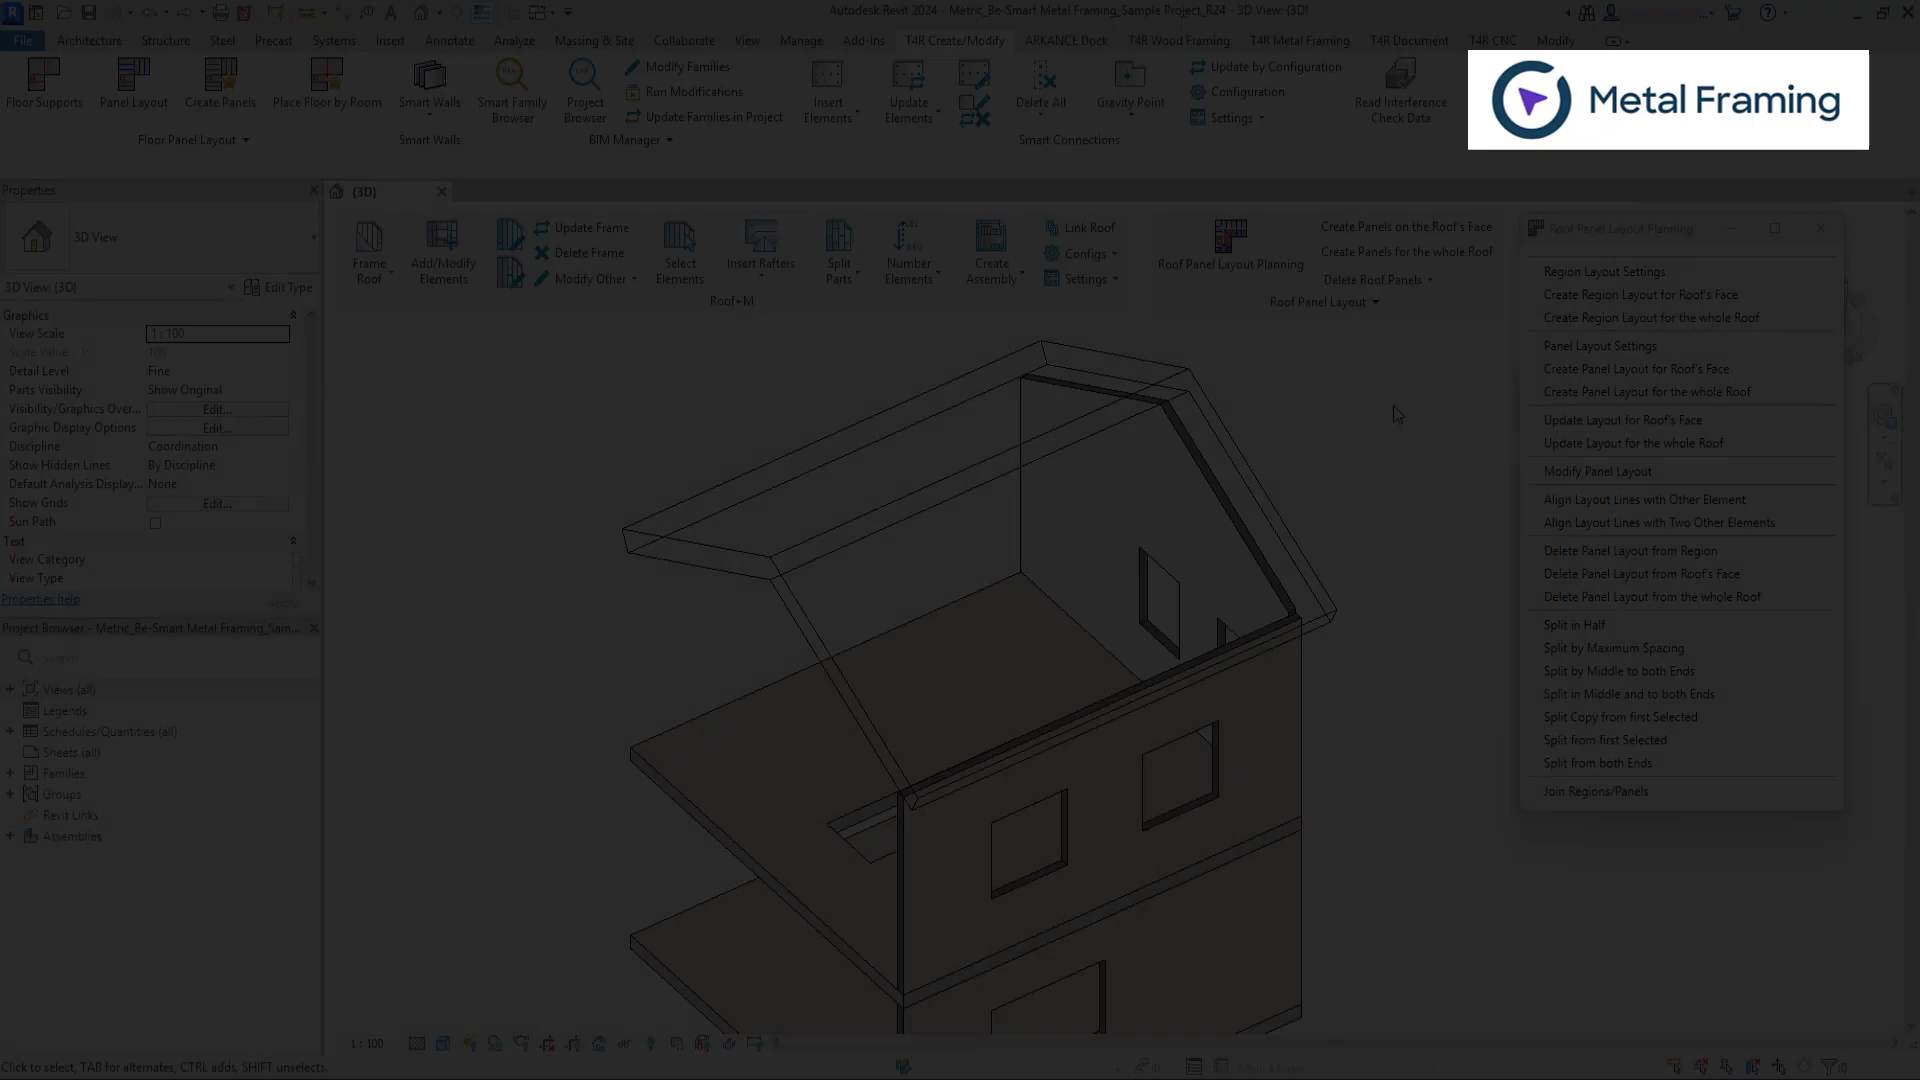 Autodesk Revit 2024 - Metric_Be-Smart Metal Framing_Sample Project_R24 - 3D View: {3D}
File Architecture Structure Steel Precast Systems Insert Annotate Analyze Massing & Site Collaborate View Manage Add-Ins T4R Create/Modify ARKANCE Dock T4R Wood Framing T4R Metal Framing T4R Document T4R CNC Modify
Metal Framing
Floor Supports
Panel Layout
Create Panels
Place Floor by Room
Floor Panel Layout
Smart Walls
Smart Walls
Smart Family
Browser
Project
Browser
Modify Families
Run Modifications
Update Families in Project
BIM Manager
Insert
Elements
Update
Elements
Delete All
Gravity Point
Update by Configuration
Configuration
Settings
Smart Connections
Read Interference
Check Data
Properties
3D View
3D View: {3D}
Edit Type
Graphics
View Scale 1 : 100
Scale Value 1: 100
Detail Level Fine
Parts Visibility Show Original
Visibility/Graphics Over... Edit...
Graphic Display Options Edit...
Discipline Coordination
Show Hidden Lines By Discipline
Default Analysis Display... None
Show Grids Edit...
Sun Path
Text
View Category
View Type
Properties help
Project Browser - Metric_Be-Smart Metal Framing_Sam...
Search
Views (all)
Legends
Schedules/Quantities (all)
Sheets (all)
Families
Groups
Revit Links
Assemblies
{3D}
Frame
Roof
Add/Modify
Elements
Update Frame
Delete Frame
Modify Other
Select
Elements
Insert Rafters
Split
Parts
Number
Elements
Create
Assembly
Link Roof
Configs
Settings
Roof+M
Roof Panel Layout Planning
Create Panels on the Roof's Face
Create Panels for the whole Roof
Delete Roof Panels
Roof Panel Layout
Roof Panel Layout Planning
Region Layout Settings
Create Region Layout for Roof's Face
Create Region Layout for the whole Roof
Panel Layout Settings
Create Panel Layout for Roof's Face
Create Panel Layout for the whole Roof
Update Layout for Roof's Face
Update Layout for the whole Roof
Modify Panel Layout
Align Layout Lines with Other Element
Align Layout Lines with Two Other Elements
Delete Panel Layout from Region
Delete Panel Layout from Roof's Face
Delete Panel Layout from the whole Roof
Split in Half
Split by Maximum Spacing
Split by Middle to both Ends
Split in Middle and to both Ends
Split Copy from first Selected
Split from first Selected
Split from both Ends
Join Regions/Panels
1 : 100
Click to select, TAB for alternates, CTRL adds, SHIFT unselects.